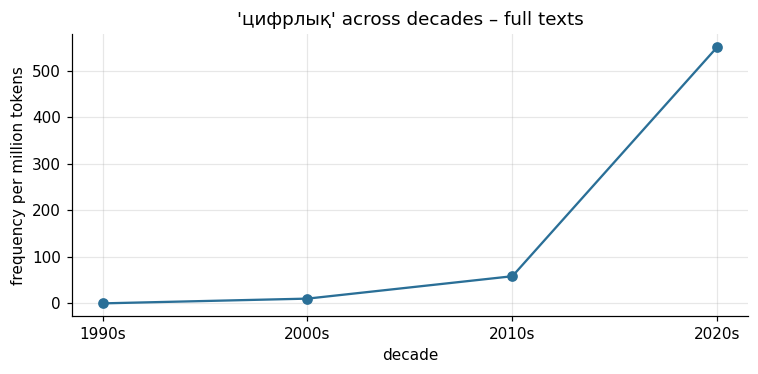 'цифрлық' across decades – full texts
frequency per million tokens
500
400
300
200
100
0
1990s
2000s
2010s
2020s
decade